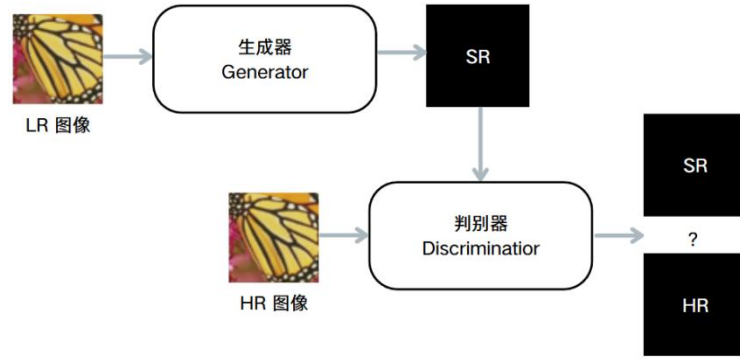 生成器
Generator
SR
LR 图像
SR
判别器
Discriminatior
?
HR 图像
HR